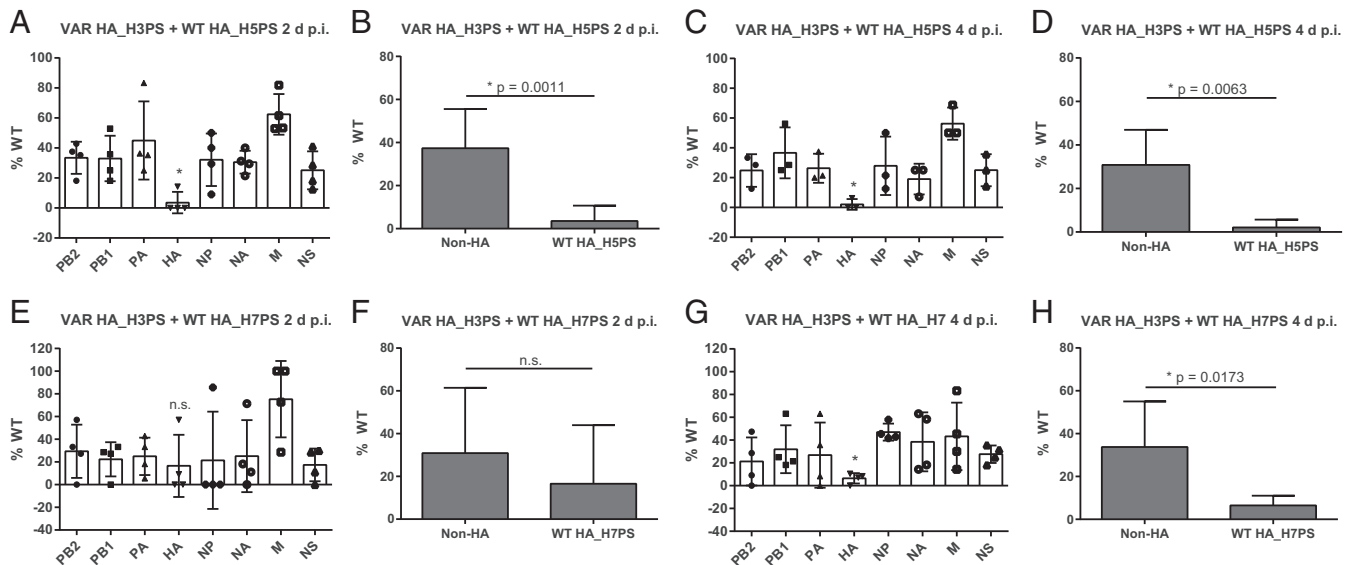 A
VAR HA_H3PS + WT HA_H5PS 2 d p.i.
% WT
100
80
60
40
20
0
-20
*
PB2 PB1 PA HA NP NA M NS
B
VAR HA_H3PS + WT HA_H5PS 2 d p.i.
% WT
80
60
40
20
0
* p = 0.0011
Non-HA WT HA_H5PS
C
VAR HA_H3PS + WT HA_H5PS 4 d p.i.
% WT
100
80
60
40
20
0
-20
*
PB2 PB1 PA HA NP NA M NS
D
VAR HA_H3PS + WT HA_H5PS 4 d p.i.
% WT
80
60
40
20
0
* p = 0.0063
Non-HA WT HA_H5PS
E
VAR HA_H3PS + WT HA_H7PS 2 d p.i.
% WT
120
100
80
60
40
20
0
-20
-40
n.s.
PB2 PB1 PA HA NP NA M NS
F
VAR HA_H3PS + WT HA_H7PS 2 d p.i.
% WT
80
60
40
20
0
n.s.
Non-HA WT HA_H7PS
G
VAR HA_H3PS + WT HA_H7 4 d p.i.
% WT
120
100
80
60
40
20
0
-20
-40
*
PB2 PB1 PA HA NP NA M NS
H
VAR HA_H3PS + WT HA_H7PS 4 d p.i.
% WT
80
60
40
20
0
* p = 0.0173
Non-HA WT HA_H7PS